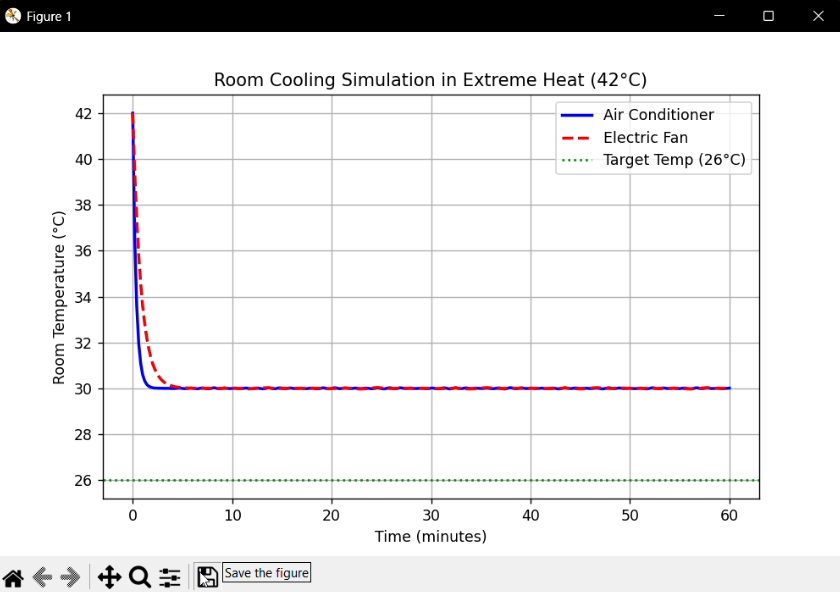 Figure 1
Room Cooling Simulation in Extreme Heat (42°C)
Air Conditioner
Electric Fan
Target Temp (26°C)
Room Temperature (°C)
42
40
38
36
34
32
30
28
26
0 10 20 30 40 50 60
Time (minutes)
Save the figure